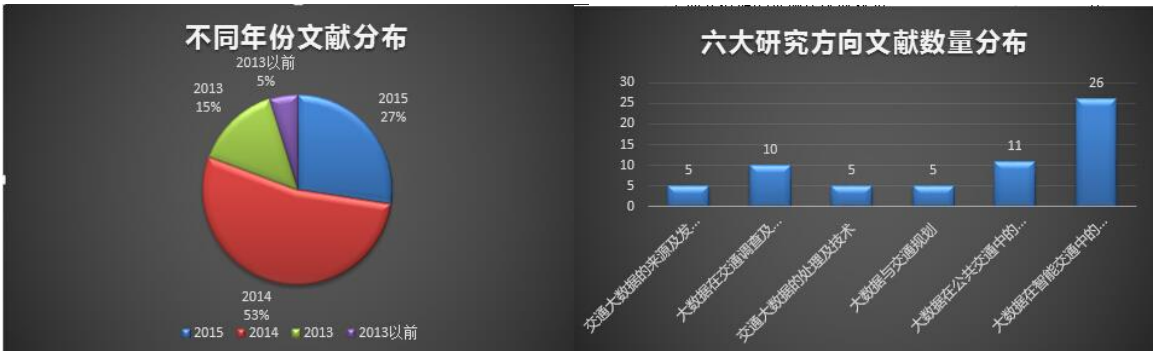 不同年份文献分布
2013以前
5%
2013
15%
2015
27%
2014
53%
2015 2014 2013 2013以前
六大研究方向文献数量分布
30
25
20
15
10
5
0
5
10
5
5
11
26
交通大数据的来源及发...
大数据在交通调查及...
交通大数据的处理及技术
大数据与交通规划
大数据在公共交通中的...
大数据在智能交通中的...